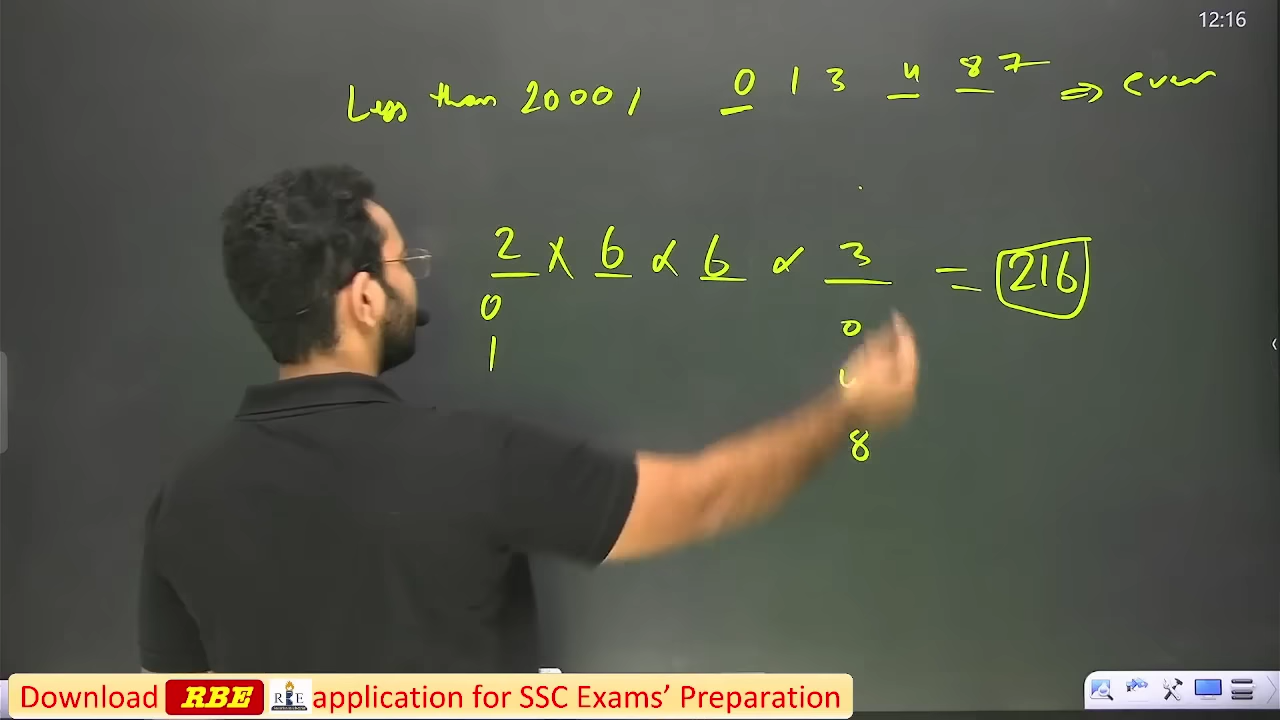 12:16
Less than 2000, 0 1 3 4 8 7 ⇒ even
2 × 6 × 6 × 3 = 216
0 0
1
8
Download RBE RBE application for SSC Exams' Preparation